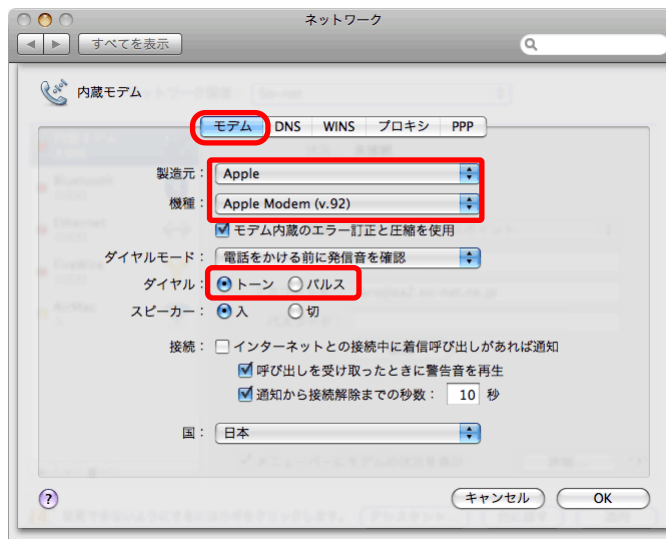 ネットワーク
すべてを表示
内蔵モデム
モデム DNS WINS プロキシ PPP
製造元： Apple
機種： Apple Modem (v.92)
モデム内蔵のエラー訂正と圧縮を使用
ダイヤルモード： 電話をかける前に発信音を確認
ダイヤル： トーン パルス
スピーカー： 入 切
接続： インターネットとの接続中に着信呼び出しがあれば通知
呼び出しを受け取ったときに警告音を再生
通知から接続解除までの秒数： 10 秒
国： 日本
? キャンセル OK